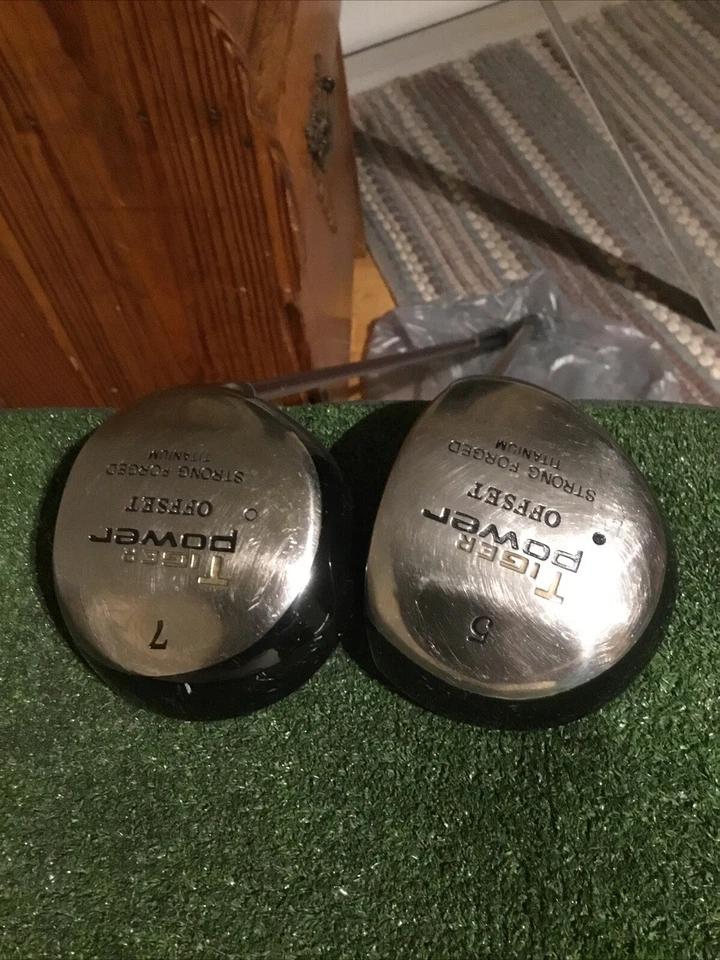 7
TIGER
power
OFFSET
STRONG FORGED
TITANIUM
5
TIGER
power
OFFSET
STRONG FORGED
TITANIUM